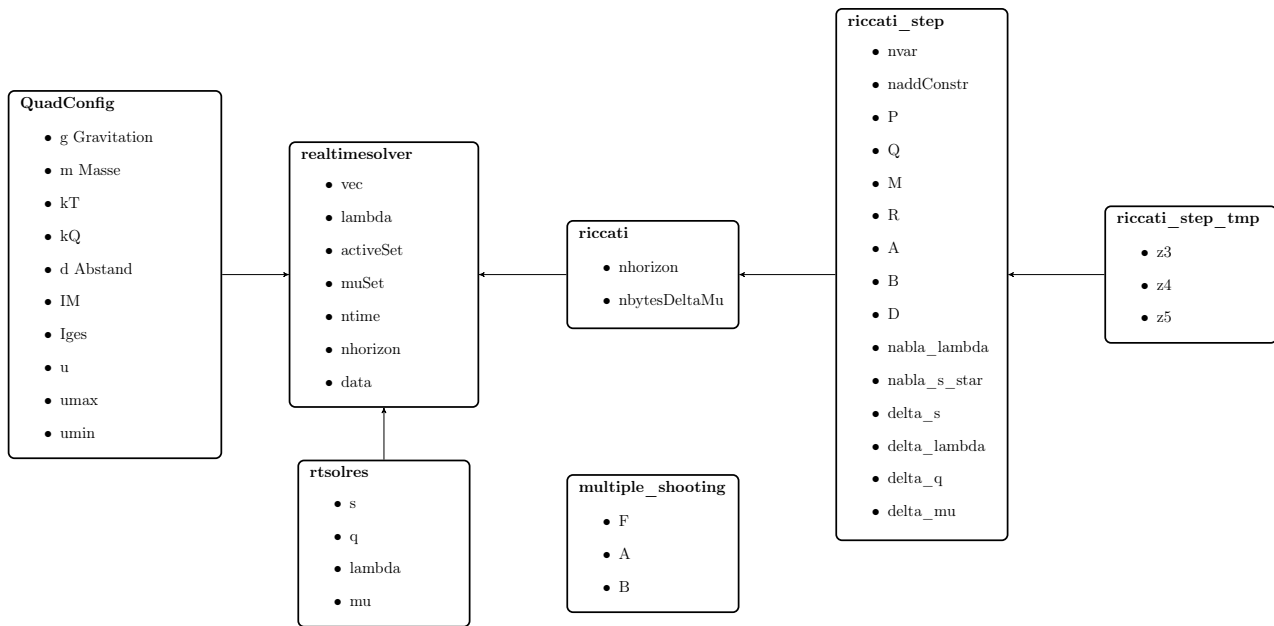 QuadConfig
• g Gravitation
• m Masse
• kT
• kQ
• d Abstand
• IM
• Iges
• u
• umax
• umin
realtimesolver
• vec
• lambda
• activeSet
• muSet
• ntime
• nhorizon
• data
rtsolres
• s
• q
• lambda
• mu
riccati
• nhorizon
• nbytesDeltaMu
multiple_shooting
• F
• A
• B
riccati_step
• nvar
• naddConstr
• P
• Q
• M
• R
• A
• B
• D
• nabla_lambda
• nabla_s_star
• delta_s
• delta_lambda
• delta_q
• delta_mu
riccati_step_tmp
• z3
• z4
• z5